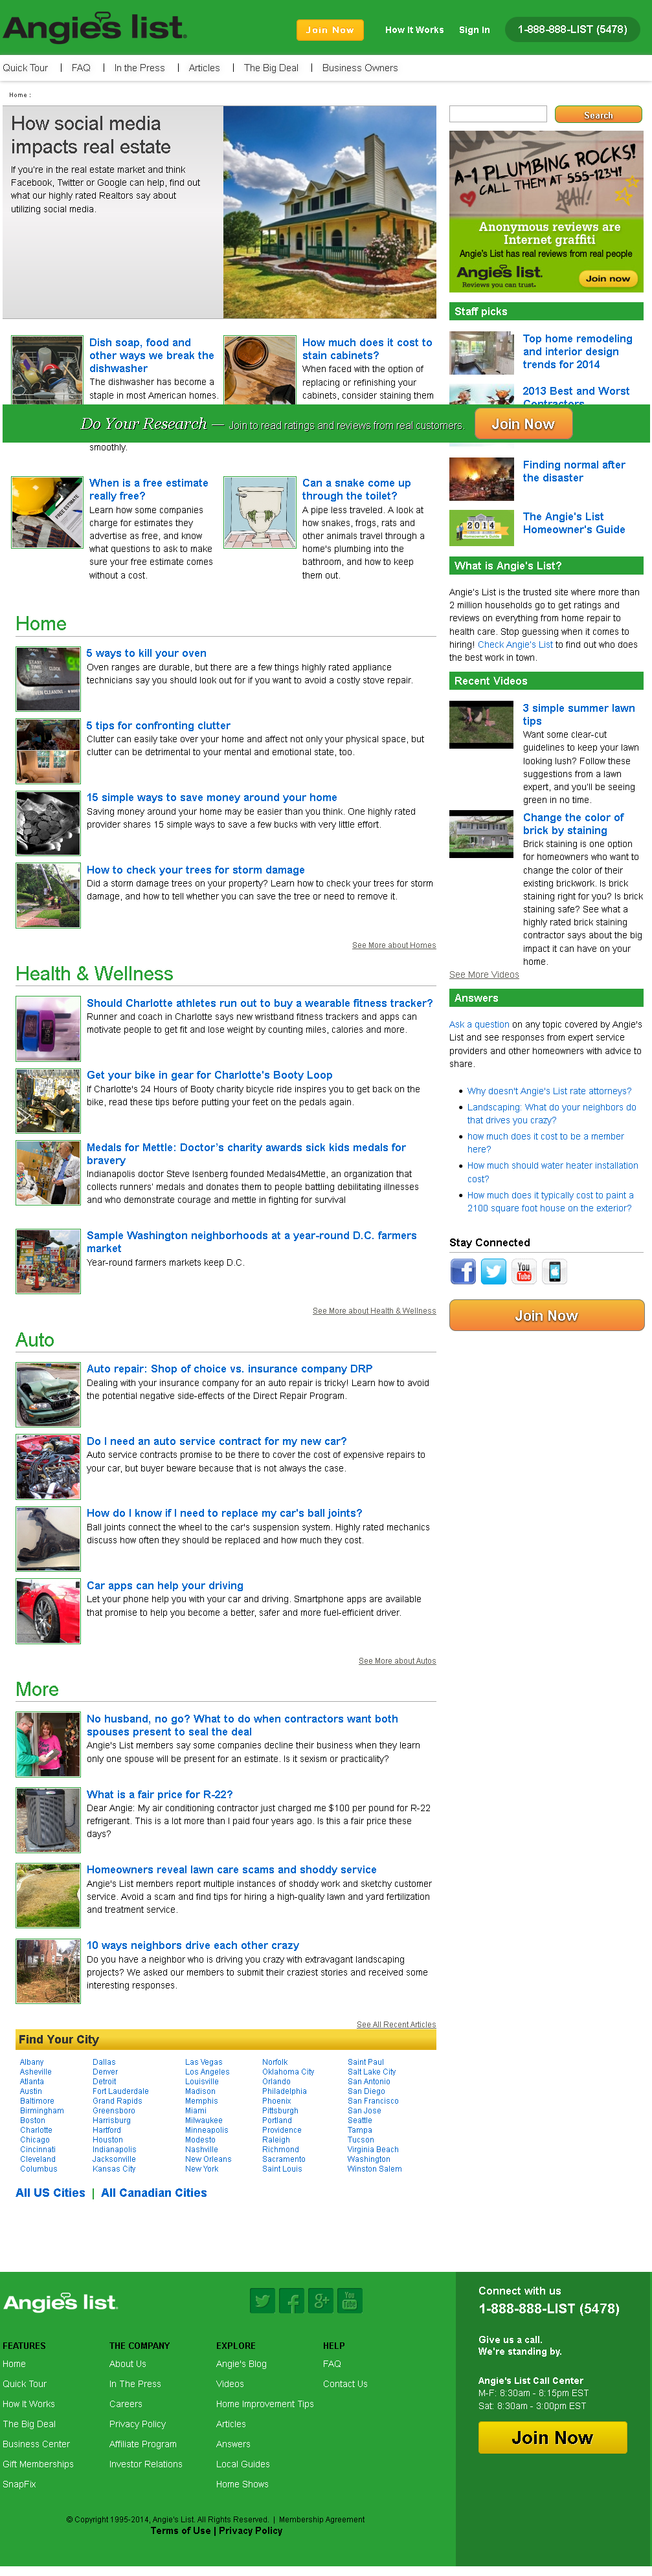 Angie's list.
Join Now
How It Works
Sign In
1-888-888-LIST (5478)
Quick Tour | FAQ | In the Press | Articles | The Big Deal | Business Owners
Home :
How social media
impacts real estate
If you're in the real estate market and think
Facebook, Twitter or Google can help, find out
what our highly rated Realtors say about
utilizing social media.
Search
A-1 PLUMBING ROCKS!
CALL THEM AT 555-1234!
BRAH!
Anonymous reviews are
Internet graffiti
Angie's List has real reviews from real people
Angie's list.
Reviews you can trust.
Join now
Dish soap, food and
other ways we break the
dishwasher
The dishwasher has become a
staple in most American homes.
smoothly.
How much does it cost to
stain cabinets?
When faced with the option of
replacing or refinishing your
cabinets, consider staining them
Do Your Research — Join to read ratings and reviews from real customers.
Join Now
When is a free estimate
really free?
Learn how some companies
charge for estimates they
advertise as free, and know
what questions to ask to make
sure your free estimate comes
without a cost.
Can a snake come up
through the toilet?
A pipe less traveled. A look at
how snakes, frogs, rats and
other animals travel through a
home's plumbing into the
bathroom, and how to keep
them out.
Staff picks
Top home remodeling
and interior design
trends for 2014
2013 Best and Worst
Contractors
Finding normal after
the disaster
2014
The Angie's List
Homeowner's Guide
What is Angie's List?
Angie's List is the trusted site where more than
2 million households go to get ratings and
reviews on everything from home repair to
health care. Stop guessing when it comes to
hiring! Check Angie's List to find out who does
the best work in town.
Recent Videos
3 simple summer lawn
tips
Want some clear-cut
guidelines to keep your lawn
looking lush? Follow these
suggestions from a lawn
expert, and you'll be seeing
green in no time.
Change the color of
brick by staining
Brick staining is one option
for homeowners who want to
change the color of their
existing brickwork. Is brick
staining right for you? Is brick
staining safe? See what a
highly rated brick staining
contractor says about the big
impact it can have on your
home.
See More Videos
Answers
Ask a question on any topic covered by Angie's
List and see responses from expert service
providers and other homeowners with advice to
share.
Why doesn't Angie's List rate attorneys?
Landscaping: What do your neighbors do
that drives you crazy?
how much does it cost to be a member
here?
How much should water heater installation
cost?
How much does it typically cost to paint a
2100 square foot house on the exterior?
Stay Connected
You Tube
Join Now
Home
5 ways to kill your oven
Oven ranges are durable, but there are a few things highly rated appliance
technicians say you should look out for if you want to avoid a costly stove repair.
5 tips for confronting clutter
Clutter can easily take over your home and affect not only your physical space, but
clutter can be detrimental to your mental and emotional state, too.
15 simple ways to save money around your home
Saving money around your home may be easier than you think. One highly rated
provider shares 15 simple ways to save a few bucks with very little effort.
How to check your trees for storm damage
Did a storm damage trees on your property? Learn how to check your trees for storm
damage, and how to tell whether you can save the tree or need to remove it.
See More about Homes
Health & Wellness
Should Charlotte athletes run out to buy a wearable fitness tracker?
Runner and coach in Charlotte says new wristband fitness trackers and apps can
motivate people to get fit and lose weight by counting miles, calories and more.
Get your bike in gear for Charlotte's Booty Loop
If Charlotte's 24 Hours of Booty charity bicycle ride inspires you to get back on the
bike, read these tips before putting your feet on the pedals again.
Medals for Mettle: Doctor's charity awards sick kids medals for
bravery
Indianapolis doctor Steve Isenberg founded Medals4Mettle, an organization that
collects runners' medals and donates them to people battling debilitating illnesses
and who demonstrate courage and mettle in fighting for survival
Sample Washington neighborhoods at a year-round D.C. farmers
market
Year-round farmers markets keep D.C.
See More about Health & Wellness
Auto
Auto repair: Shop of choice vs. insurance company DRP
Dealing with your insurance company for an auto repair is tricky! Learn how to avoid
the potential negative side-effects of the Direct Repair Program.
Do I need an auto service contract for my new car?
Auto service contracts promise to be there to cover the cost of expensive repairs to
your car, but buyer beware because that is not always the case.
How do I know if I need to replace my car's ball joints?
Ball joints connect the wheel to the car's suspension system. Highly rated mechanics
discuss how often they should be replaced and how much they cost.
Car apps can help your driving
Let your phone help you with your car and driving. Smartphone apps are available
that promise to help you become a better, safer and more fuel-efficient driver.
See More about Autos
More
No husband, no go? What to do when contractors want both
spouses present to seal the deal
Angie's List members say some companies decline their business when they learn
only one spouse will be present for an estimate. Is it sexism or practicality?
What is a fair price for R-22?
Dear Angie: My air conditioning contractor just charged me $100 per pound for R-22
refrigerant. This is a lot more than I paid four years ago. Is this a fair price these
days?
Homeowners reveal lawn care scams and shoddy service
Angie's List members report multiple instances of shoddy work and sketchy customer
service. Avoid a scam and find tips for hiring a high-quality lawn and yard fertilization
and treatment service.
10 ways neighbors drive each other crazy
Do you have a neighbor who is driving you crazy with extravagant landscaping
projects? We asked our members to submit their craziest stories and received some
interesting responses.
See All Recent Articles
Find Your City
Albany Dallas Las Vegas Norfolk Saint Paul
Asheville Denver Los Angeles Oklahoma City Salt Lake City
Atlanta Detroit Louisville Orlando San Antonio
Austin Fort Lauderdale Madison Philadelphia San Diego
Baltimore Grand Rapids Memphis Phoenix San Francisco
Birmingham Greensboro Miami Pittsburgh San Jose
Boston Harrisburg Milwaukee Portland Seattle
Charlotte Hartford Minneapolis Providence Tampa
Chicago Houston Modesto Raleigh Tucson
Cincinnati Indianapolis Nashville Richmond Virginia Beach
Cleveland Jacksonville New Orleans Sacramento Washington
Columbus Kansas City New York Saint Louis Winston Salem
All US Cities | All Canadian Cities
Angie's list.
You Tube
FEATURES
Home
Quick Tour
How It Works
The Big Deal
Business Center
Gift Memberships
SnapFix
THE COMPANY
About Us
In The Press
Careers
Privacy Policy
Affiliate Program
Investor Relations
EXPLORE
Angie's Blog
Videos
Home Improvement Tips
Articles
Answers
Local Guides
Home Shows
HELP
FAQ
Contact Us
Connect with us
1-888-888-LIST (5478)
Give us a call.
We're standing by.
Angie's List Call Center
M-F: 8:30am - 8:15pm EST
Sat: 8:30am - 3:00pm EST
Join Now
© Copyright 1995-2014, Angie's List. All Rights Reserved. | Membership Agreement
Terms of Use | Privacy Policy